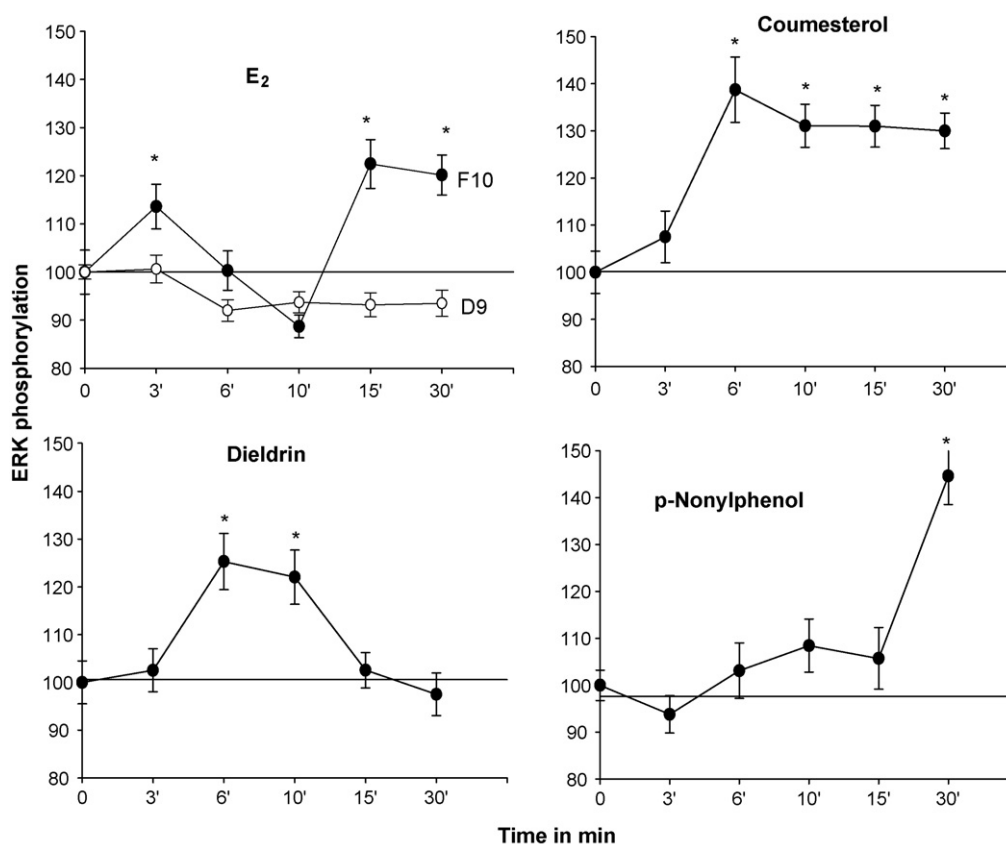 E2
150
140
130
120
110
100
90
80
* * *
F10
D9
0 3' 6' 10' 15' 30'
Coumesterol
150
140
130
120
110
100
90
80
* * * *
0 3' 6' 10' 15' 30'
ERK phosphorylation
Dieldrin
150
140
130
120
110
100
90
80
* *
0 3' 6' 10' 15' 30'
p-Nonylphenol
150
140
130
120
110
100
90
80
*
0 3' 6' 10' 15' 30'
Time in min